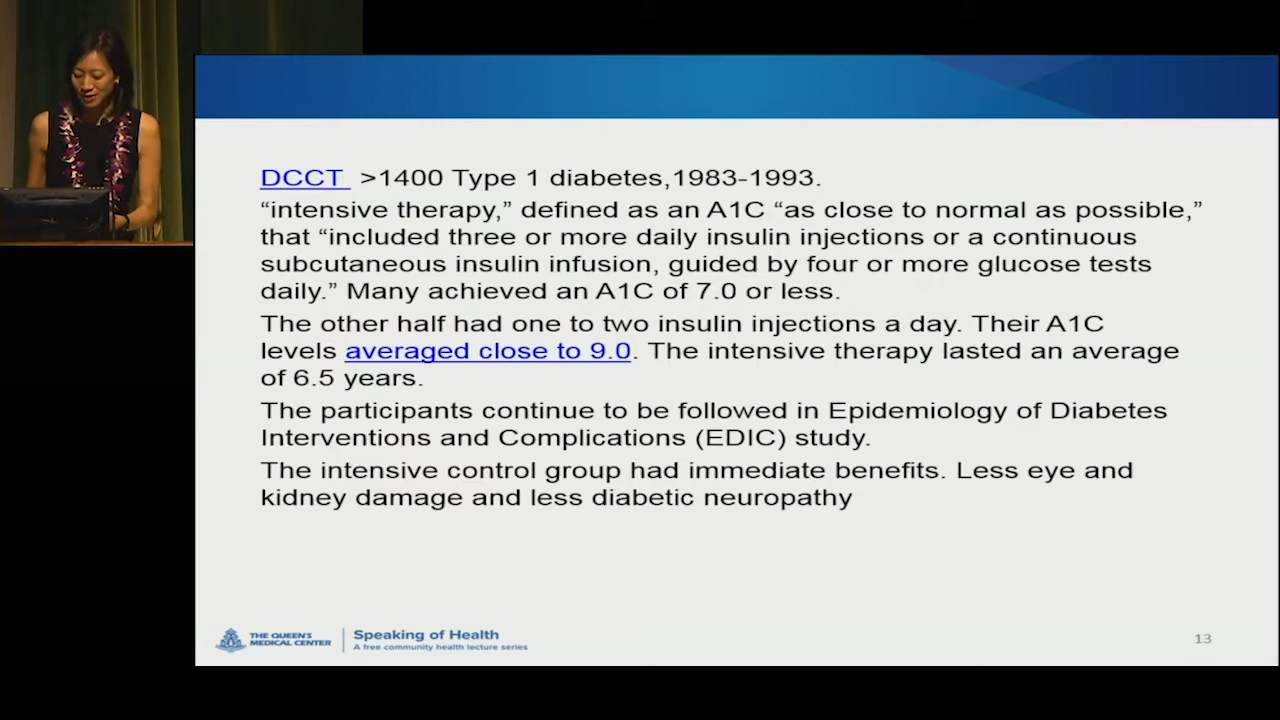 DCCT >1400 Type 1 diabetes,1983-1993.
“intensive therapy,” defined as an A1C “as close to normal as possible,”
that “included three or more daily insulin injections or a continuous
subcutaneous insulin infusion, guided by four or more glucose tests
daily.” Many achieved an A1C of 7.0 or less.
The other half had one to two insulin injections a day. Their A1C
levels averaged close to 9.0. The intensive therapy lasted an average
of 6.5 years.
The participants continue to be followed in Epidemiology of Diabetes
Interventions and Complications (EDIC) study.
The intensive control group had immediate benefits. Less eye and
kidney damage and less diabetic neuropathy
THE QUEEN'S
MEDICAL CENTER
Speaking of Health
A free community health lecture series
13